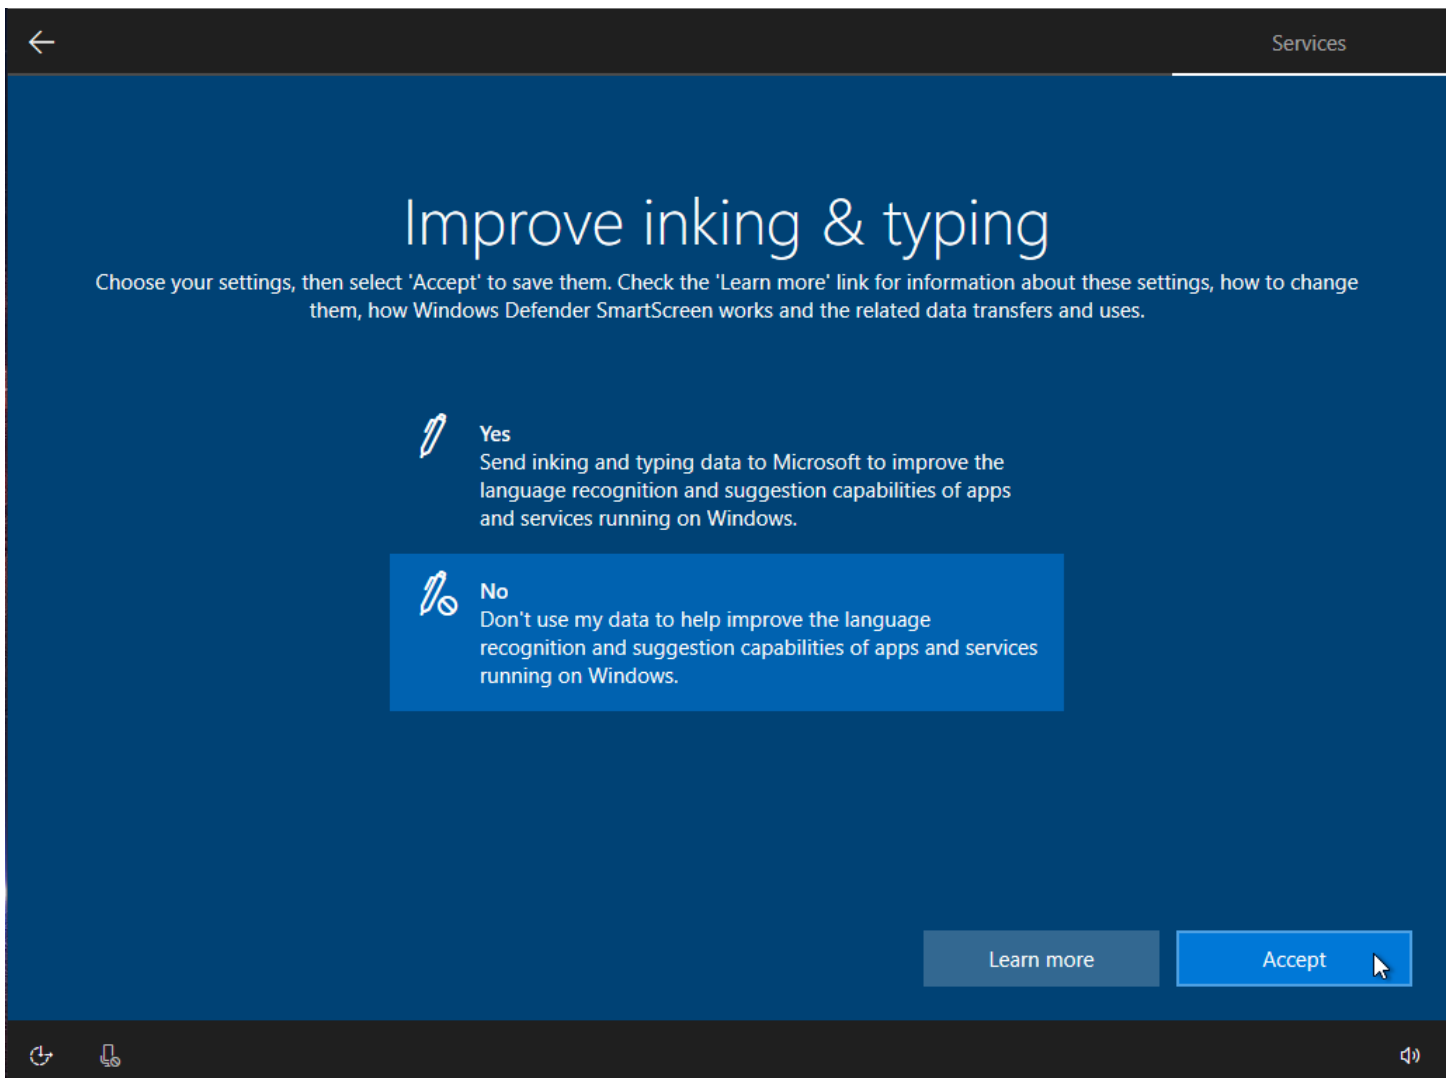 Services
Improve inking & typing
Choose your settings, then select 'Accept' to save them. Check the 'Learn more' link for information about these settings, how to change
them, how Windows Defender SmartScreen works and the related data transfers and uses.
Yes
Send inking and typing data to Microsoft to improve the
language recognition and suggestion capabilities of apps
and services running on Windows.
No
Don't use my data to help improve the language
recognition and suggestion capabilities of apps and services
running on Windows.
Learn more
Accept